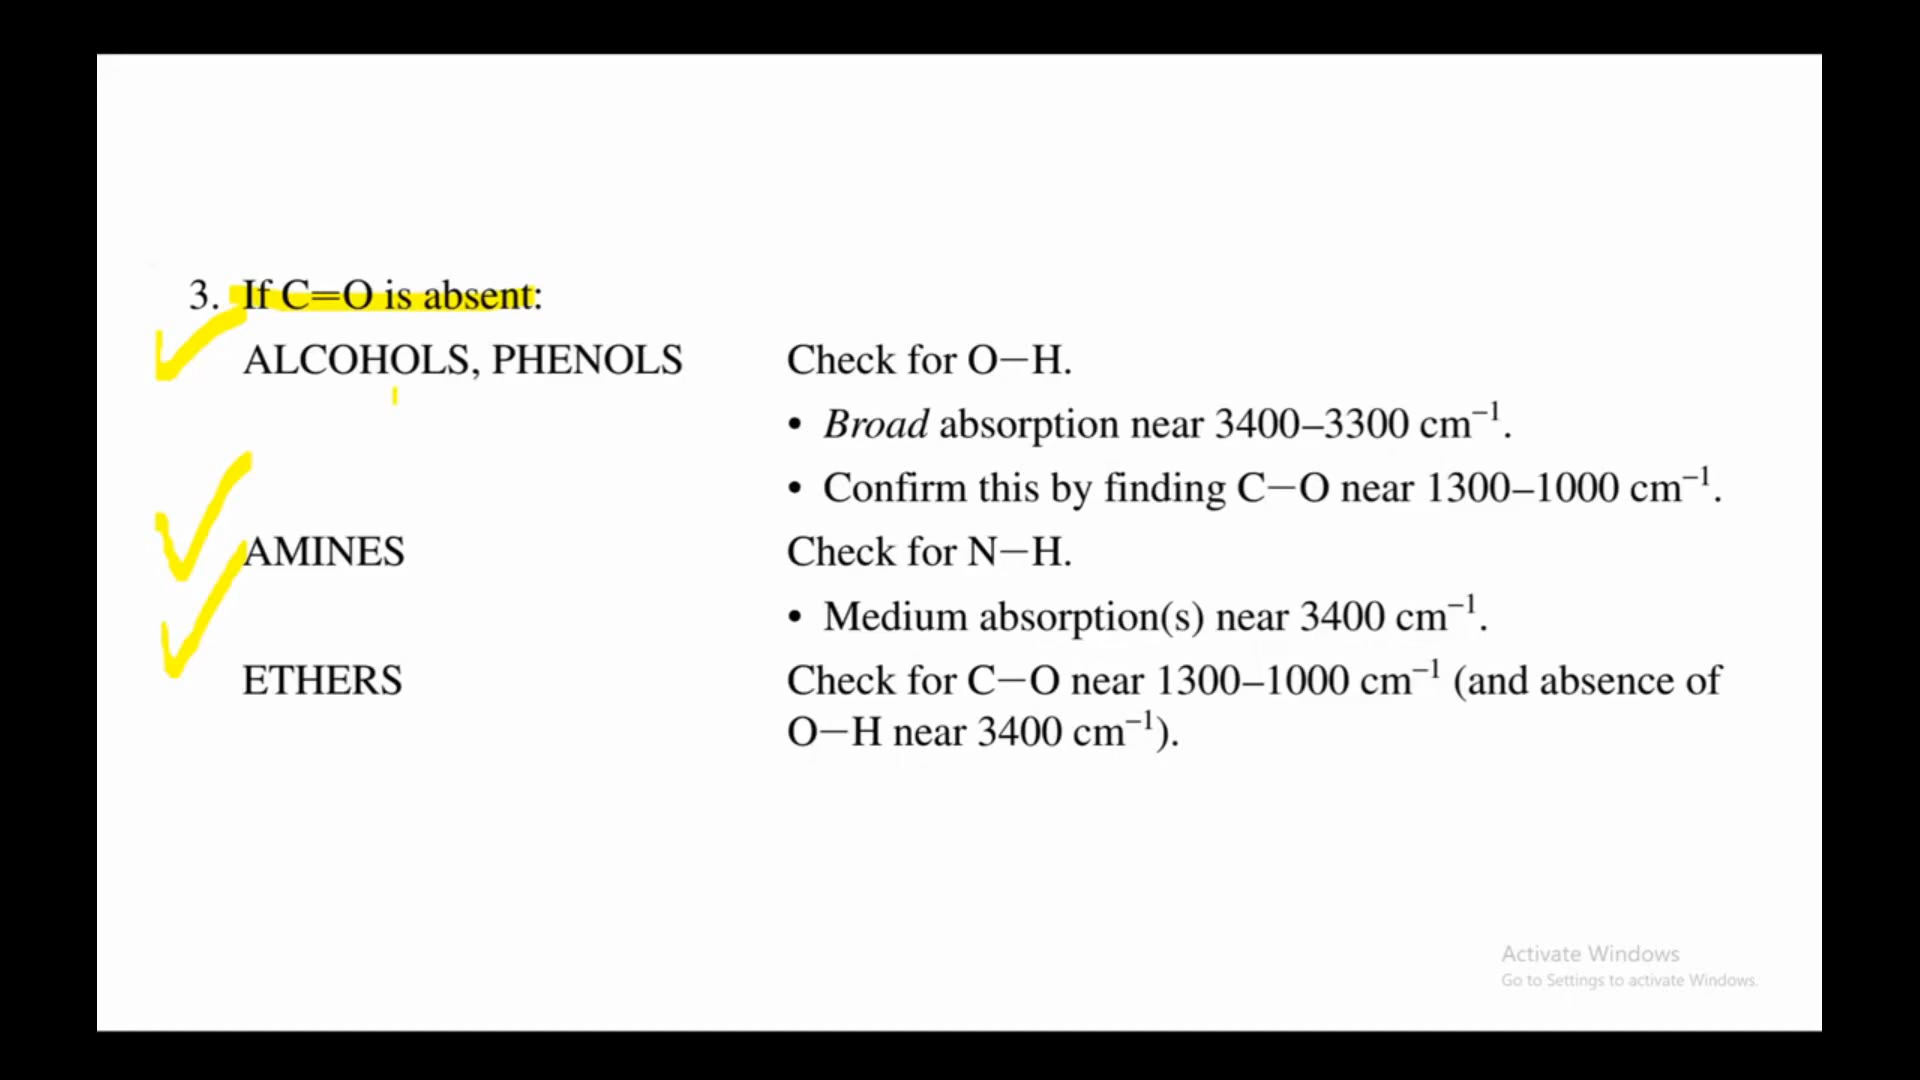 3. If C=O is absent:
ALCOHOLS, PHENOLS Check for O—H.
• Broad absorption near 3400–3300 cm⁻¹.
• Confirm this by finding C—O near 1300–1000 cm⁻¹.
AMINES Check for N—H.
• Medium absorption(s) near 3400 cm⁻¹.
ETHERS Check for C—O near 1300–1000 cm⁻¹ (and absence of
O—H near 3400 cm⁻¹).
Activate Windows
Go to Settings to activate Windows.